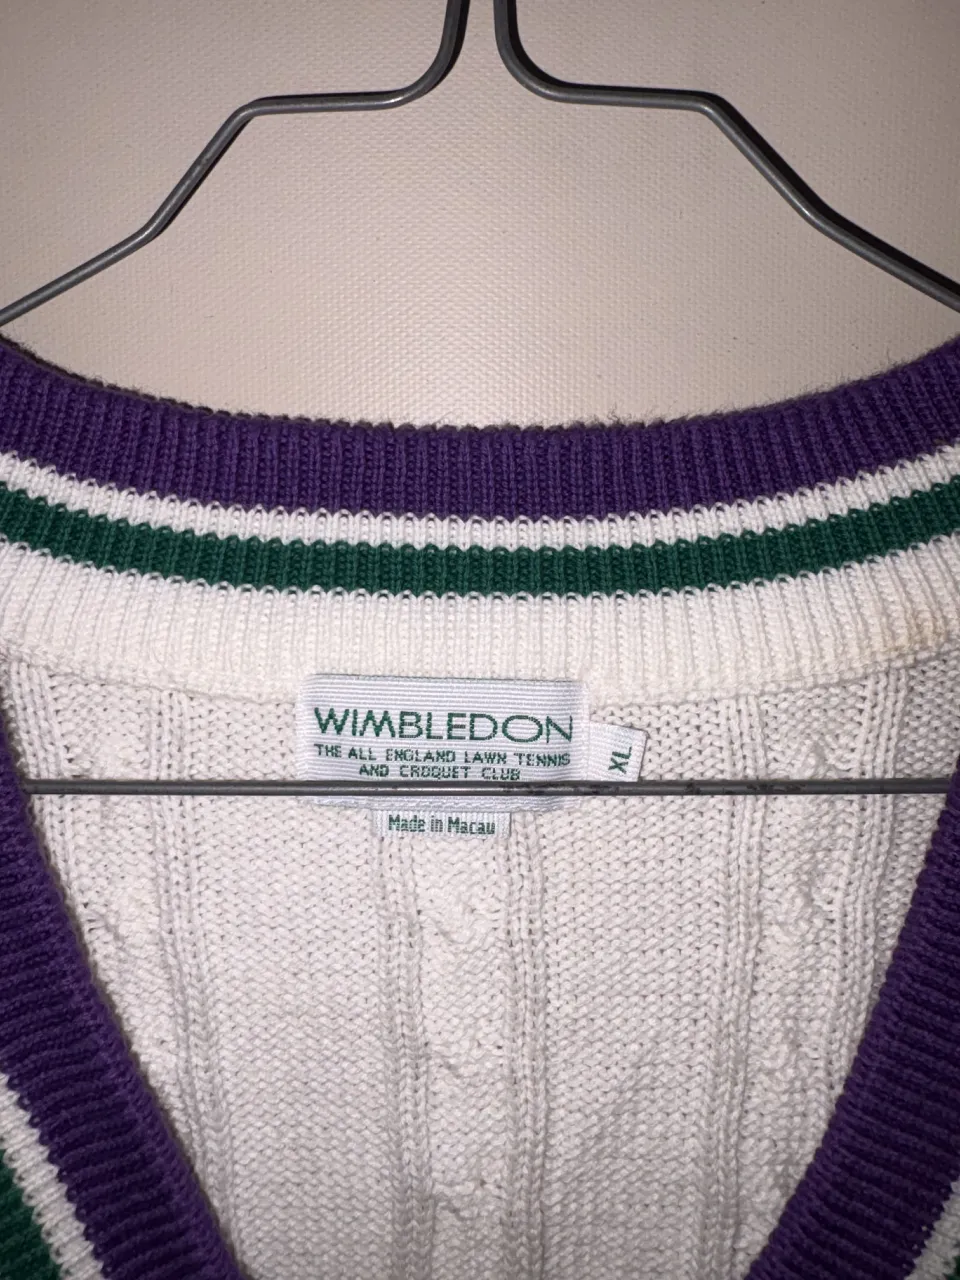 WIMBLEDON
THE ALL ENGLAND LAWN TENNIS
AND CROQUET CLUB
XL
Made in Macau